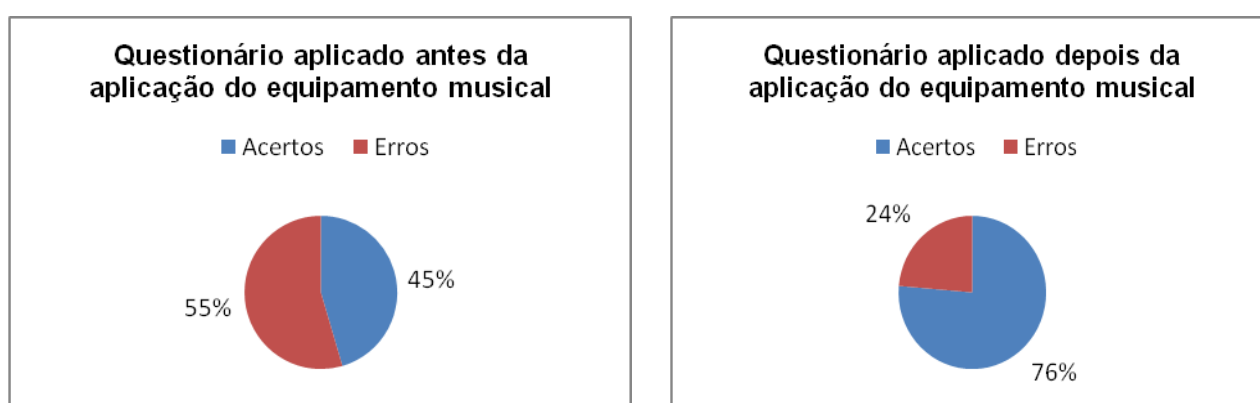 Questionário aplicado antes da
aplicação do equipamento musical
Acertos Erros
45%
55%
Questionário aplicado depois da
aplicação do equipamento musical
Acertos Erros
24%
76%